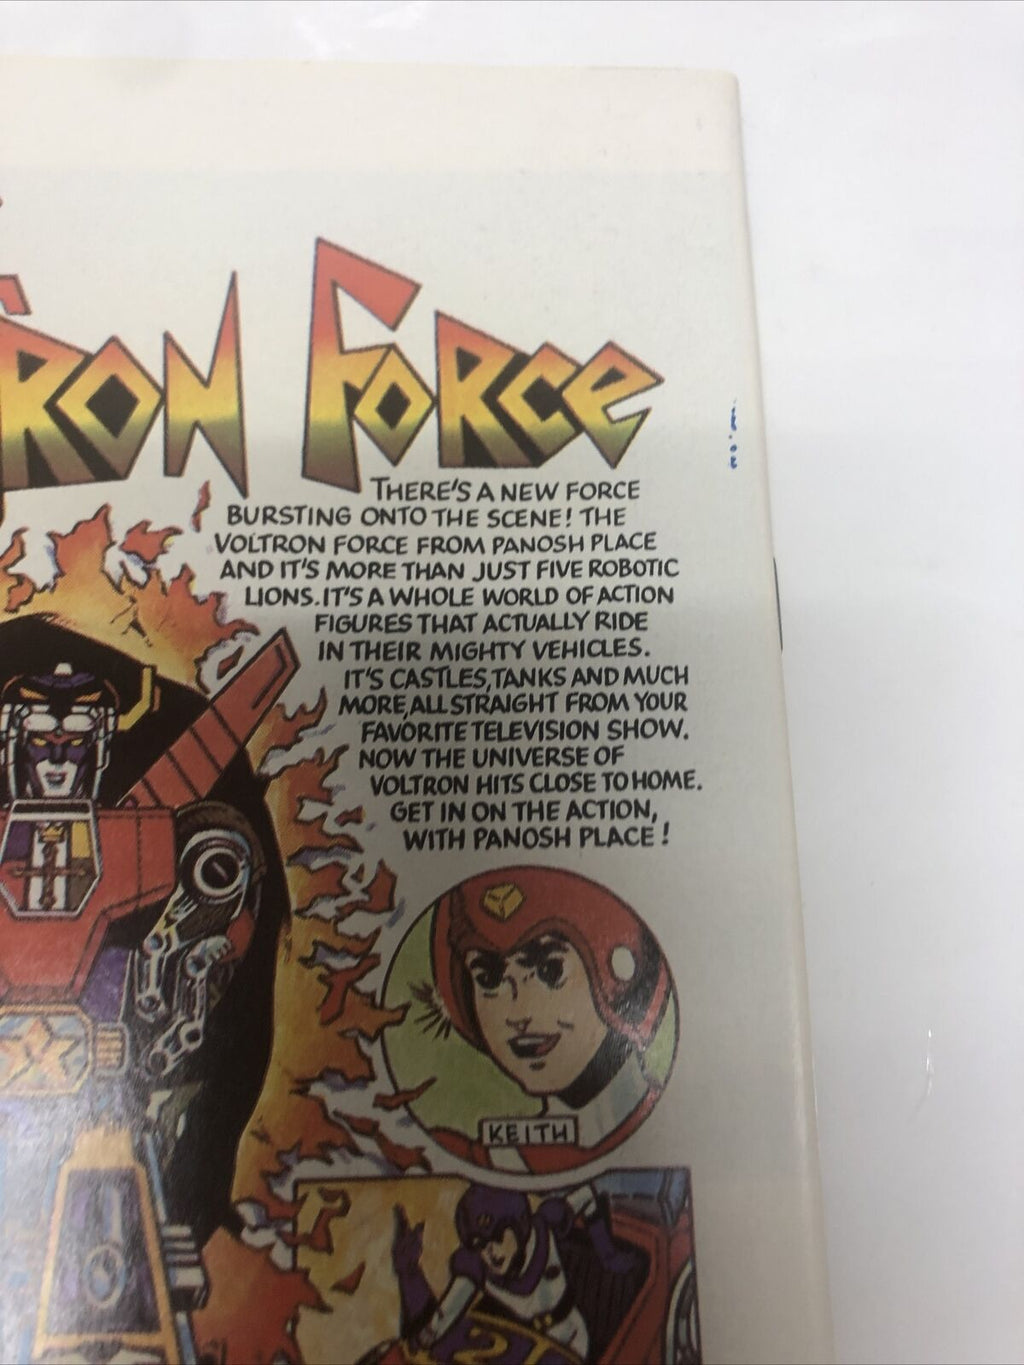 TRON FORCE
THERE'S A NEW FORCE
BURSTING ONTO THE SCENE! THE
VOLTRON FORCE FROM PANOSH PLACE
AND IT'S MORE THAN JUST FIVE ROBOTIC
LIONS. IT'S A WHOLE WORLD OF ACTION
FIGURES THAT ACTUALLY RIDE
IN THEIR MIGHTY VEHICLES.
IT'S CASTLES, TANKS AND MUCH
MORE, ALL STRAIGHT FROM YOUR
FAVORITE TELEVISION SHOW.
NOW THE UNIVERSE OF
VOLTRON HITS CLOSE TO HOME.
GET IN ON THE ACTION,
WITH PANOSH PLACE!
KEITH
2